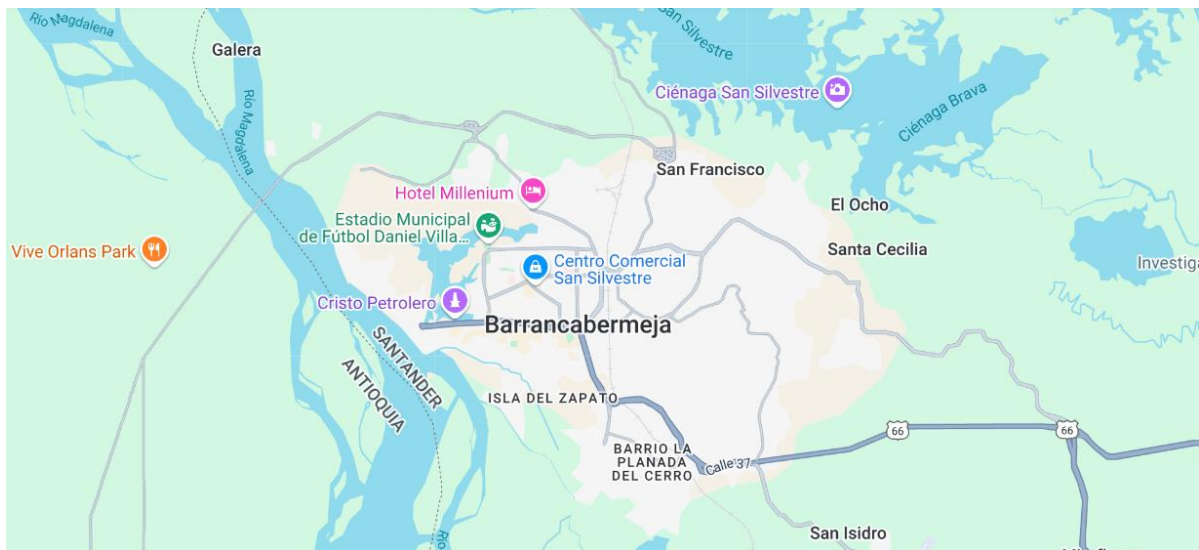 Río Magdalena
San Silvestre
Galera
Río Magdalena
Ciénaga San Silvestre
Ciénaga Brava
San Francisco
Hotel Millenium
El Ocho
Estadio Municipal
de Fútbol Daniel Villa...
Vive Orlans Park
Santa Cecilia
Centro Comercial
San Silvestre
Investiga
Cristo Petrolero
Barrancabermeja
SANTANDER
ANTIOQUIA
ISLA DEL ZAPATO
66
66
BARRIO LA
PLANADA
DEL CERRO
Calle 37
San Isidro